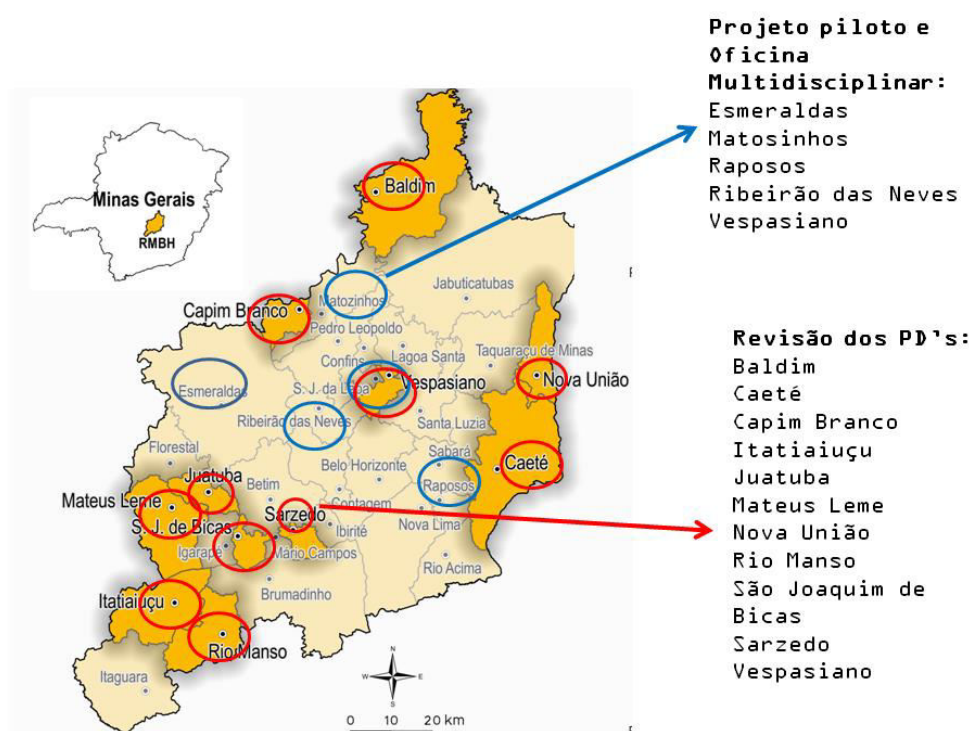 Projeto piloto e
Oficina
Multidisciplinar:
Esmeraldas
Matosinhos
Raposos
Ribeirão das Neves
Vespasiano
Minas Gerais
RMBH
Baldim
Jabuticatubas
Matozinhos
Capim Branco
Pedro Leopoldo
Confins
Lagoa Santa
Taquaraçu de Minas
S. J. da Lapa
Vespasiano
Nova União
Esmeraldas
Ribeirão das Neves
Santa Luzia
Florestal
Sabará
Caeté
Belo Horizonte
Juatuba
Betim
Raposos
Mateus Leme
Contagem
Sarzedo
Nova Lima
S. J. de Bicas
Ibirité
Igarapé
Mário Campos
Rio Acima
Brumadinho
Itatiaiuçu
Rio Manso
Itaguara
N
W
E
S
0 10 20 km
Revisão dos PD's:
Baldim
Caeté
Capim Branco
Itatiaiuçu
Juatuba
Mateus Leme
Nova União
Rio Manso
São Joaquim de
Bicas
Sarzedo
Vespasiano